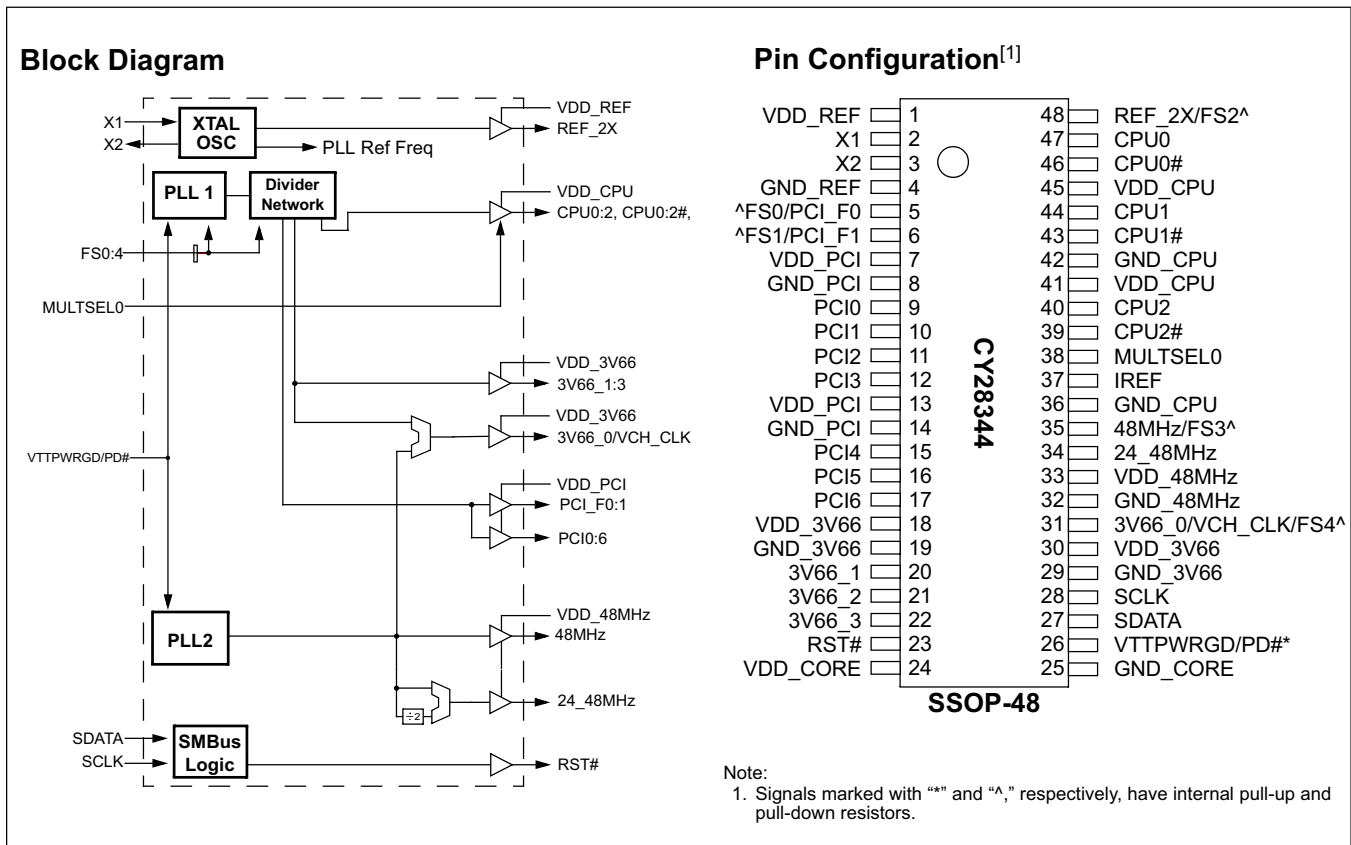 Block Diagram
X1
X2
XTAL
OSC
VDD_REF
REF_2X
PLL Ref Freq
PLL 1
Divider
Network
VDD_CPU
CPU0:2, CPU0:2#,
FS0:4
MULTSEL0
VDD_3V66
3V66_1:3
VDD_3V66
3V66_0/VCH_CLK
VTTPWRGD/PD#
VDD_PCI
PCI_F0:1
PCI0:6
PLL2
VDD_48MHz
48MHz
÷2
24_48MHz
SDATA
SCLK
SMBus
Logic
RST#
Pin Configuration[1]
VDD_REF 1
X1 2
X2 3
GND_REF 4
^FS0/PCI_F0 5
^FS1/PCI_F1 6
VDD_PCI 7
GND_PCI 8
PCI0 9
PCI1 10
PCI2 11
PCI3 12
VDD_PCI 13
GND_PCI 14
PCI4 15
PCI5 16
PCI6 17
VDD_3V66 18
GND_3V66 19
3V66_1 20
3V66_2 21
3V66_3 22
RST# 23
VDD_CORE 24
CY28344
48 REF_2X/FS2^
47 CPU0
46 CPU0#
45 VDD_CPU
44 CPU1
43 CPU1#
42 GND_CPU
41 VDD_CPU
40 CPU2
39 CPU2#
38 MULTSEL0
37 IREF
36 GND_CPU
35 48MHz/FS3^
34 24_48MHz
33 VDD_48MHz
32 GND_48MHz
31 3V66_0/VCH_CLK/FS4^
30 VDD_3V66
29 GND_3V66
28 SCLK
27 SDATA
26 VTTPWRGD/PD#*
25 GND_CORE
SSOP-48
Note:
1. Signals marked with “*” and “^,” respectively, have internal pull-up and
pull-down resistors.